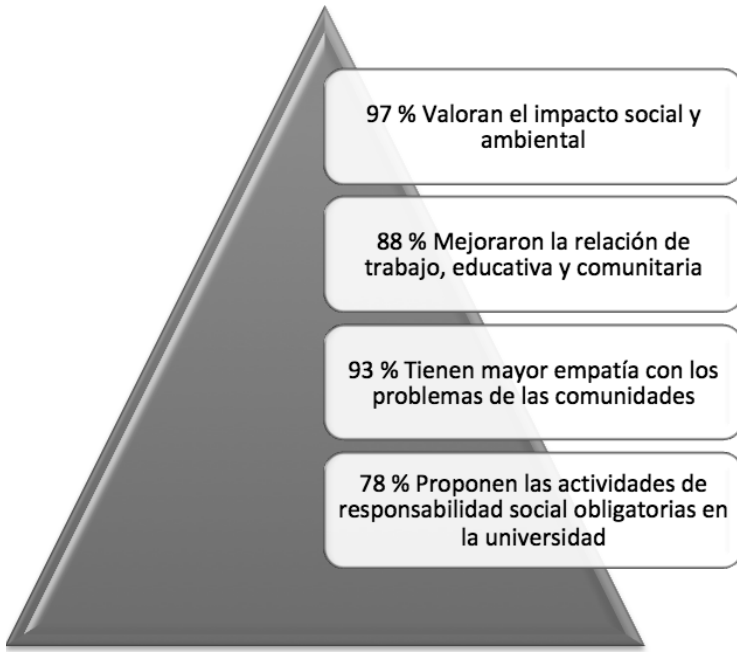 97 % Valoran el impacto social y
ambiental
88 % Mejoraron la relación de
trabajo, educativa y comunitaria
93 % Tienen mayor empatía con los
problemas de las comunidades
78 % Proponen las actividades de
responsabilidad social obligatorias en
la universidad